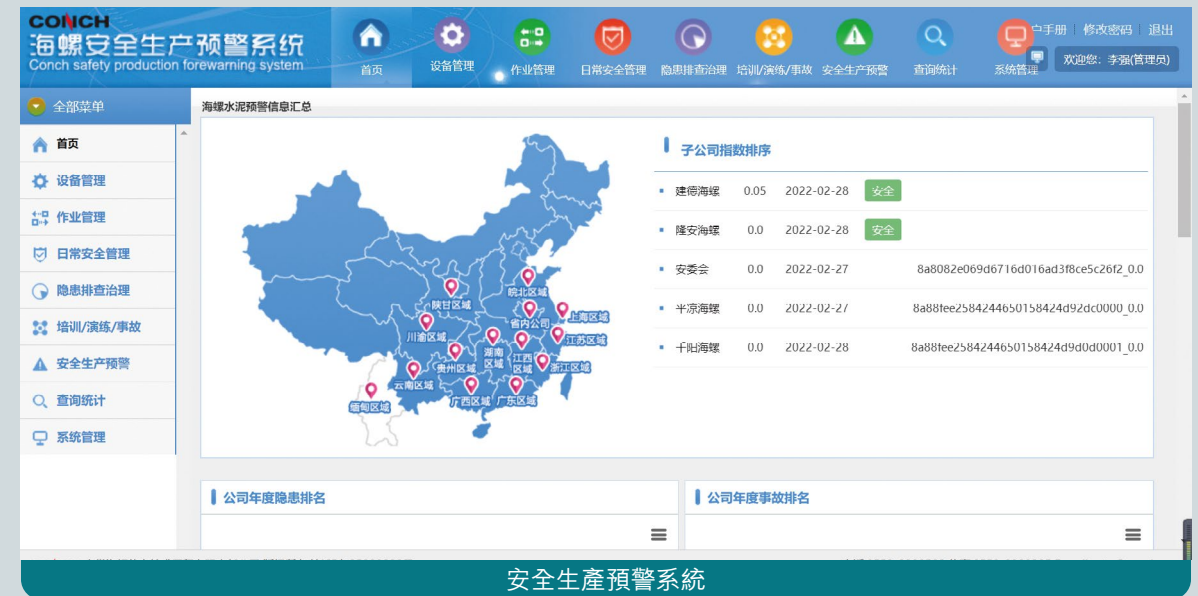 CONCH
海螺安全生产预警系统
Conch safety production forewarning system
首页
设备管理
作业管理
日常安全管理
隐患排查治理
培训/演练/事故
安全生产预警
查询统计
系统管理
户手册
修改密码
退出
欢迎您: 李强(管理员)
全部菜单
首页
设备管理
作业管理
日常安全管理
隐患排查治理
培训/演练/事故
安全生产预警
查询统计
系统管理
海螺水泥预警信息汇总
皖北区域
陕甘区域
上海区域
省内公司
川渝区域
江苏区域
湖南区域
江西区域
浙江区域
贵州区域
云南区域
广西区域
广东区域
缅甸区域
子公司指数排序
建德海螺 0.05 2022-02-28 安全
隆安海螺 0.0 2022-02-28 安全
安委会 0.0 2022-02-27 8a8082e069d6716d016ad3f8ce5c26f2_0.0
平凉海螺 0.0 2022-02-27 8a88fee2584244650158424d92dc0000_0.0
千阳海螺 0.0 2022-02-28 8a88fee2584244650158424d9d0d0001_0.0
公司年度隐患排名
公司年度事故排名
安全生產預警系統